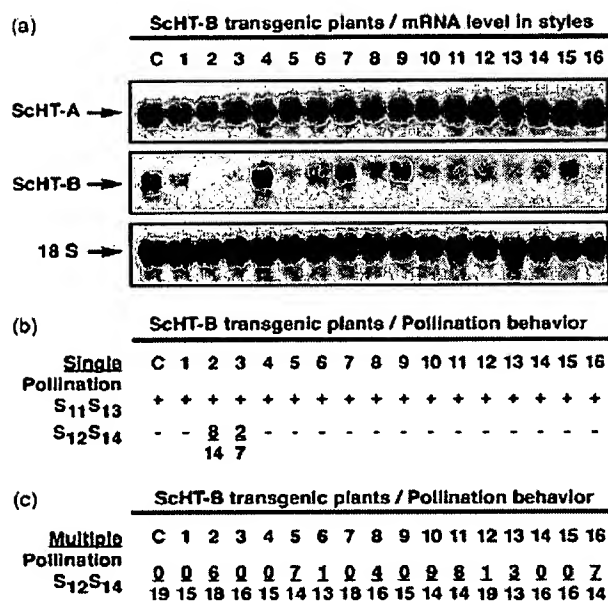 (a) ScHT-B transgenic plants / mRNA level in styles
C 1 2 3 4 5 6 7 8 9 10 11 12 13 14 15 16
ScHT-A
ScHT-B
18 S
(b) ScHT-B transgenic plants / Pollination behavior
Single C 1 2 3 4 5 6 7 8 9 10 11 12 13 14 15 16
Pollination
S11S13 + + + + + + + + + + + + + + + + +
S12S14 - - 8 2 - - - - - - - - - - - - -
14 7
(c) ScHT-B transgenic plants / Pollination behavior
Multiple C 1 2 3 4 5 6 7 8 9 10 11 12 13 14 15 16
Pollination
S12S14 0 0 6 0 0 7 1 0 4 0 9 8 1 3 0 0 7
19 15 18 16 15 14 13 18 16 15 14 14 19 13 16 16 14